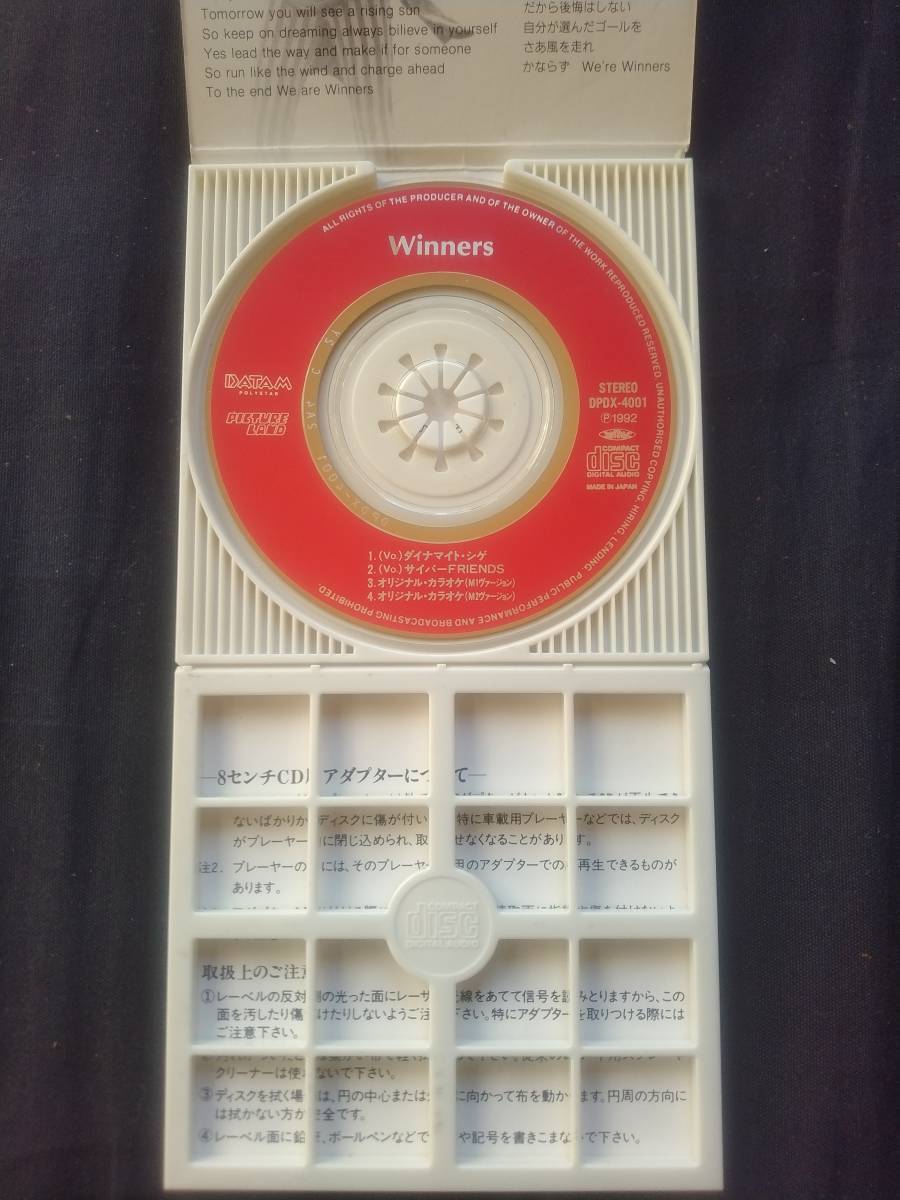 Tomorrow you will see a rising sun
So keep on dreaming always bilieve in yourself
Yes lead the way and make if for someone
So run like the wind and charge ahead
To the end We are Winners
だから後悔はしない
自分が選んだゴールを
さあ風を走れ
かならず We're Winners
ALL RIGHTS OF THE PRODUCER AND OF THE OWNER OF THE WORK REPRODUCED RESERVED. UNAUTHORISED COPYING, HIRING, LENDING, PUBLIC PERFORMANCE AND BROADCASTING PROHIBITED.
Winners
DATAM
POLYSTAR
PICTURE
LAND
STEREO
DPDX-4001
Ⓟ1992
COMPACT
disc
DIGITAL AUDIO
MADE IN JAPAN
1.(Vo.)ダイナマイト・シゲ
2.(Vo.)サイバーFRIENDS
3.オリジナル・カラオケ(M1ヴァージョン)
4.オリジナル・カラオケ(M2ヴァージョン)
—8センチCD アダプターについて—
ないばかりか ディスクに傷が付い 特に車載用プレーヤーなどでは、ディスク
がプレーヤー に閉じ込められ、取 せなくなることがあります。
注2. プレーヤーの には、そのプレーヤー 用のアダプターでの 再生できるものが
あります。
COMPACT
disc
DIGITAL AUDIO
取扱上のご注意
①レーベルの反対側の光った面にレーザ 光線をあてて信号を読みとりますから、この
面を汚したり傷 けたりしないようご注 下さい。特にアダプター を取りつける際には
ご注意下さい。
クリーナーは使 ないで下さい。
③ディスクを拭く場 は、円の中心または に向かって布を動か ます。円周の方向に
は拭かない方が安全です。
④レーベル面に鉛 、ボールペンなどで や記号を書きこまな で下さい。